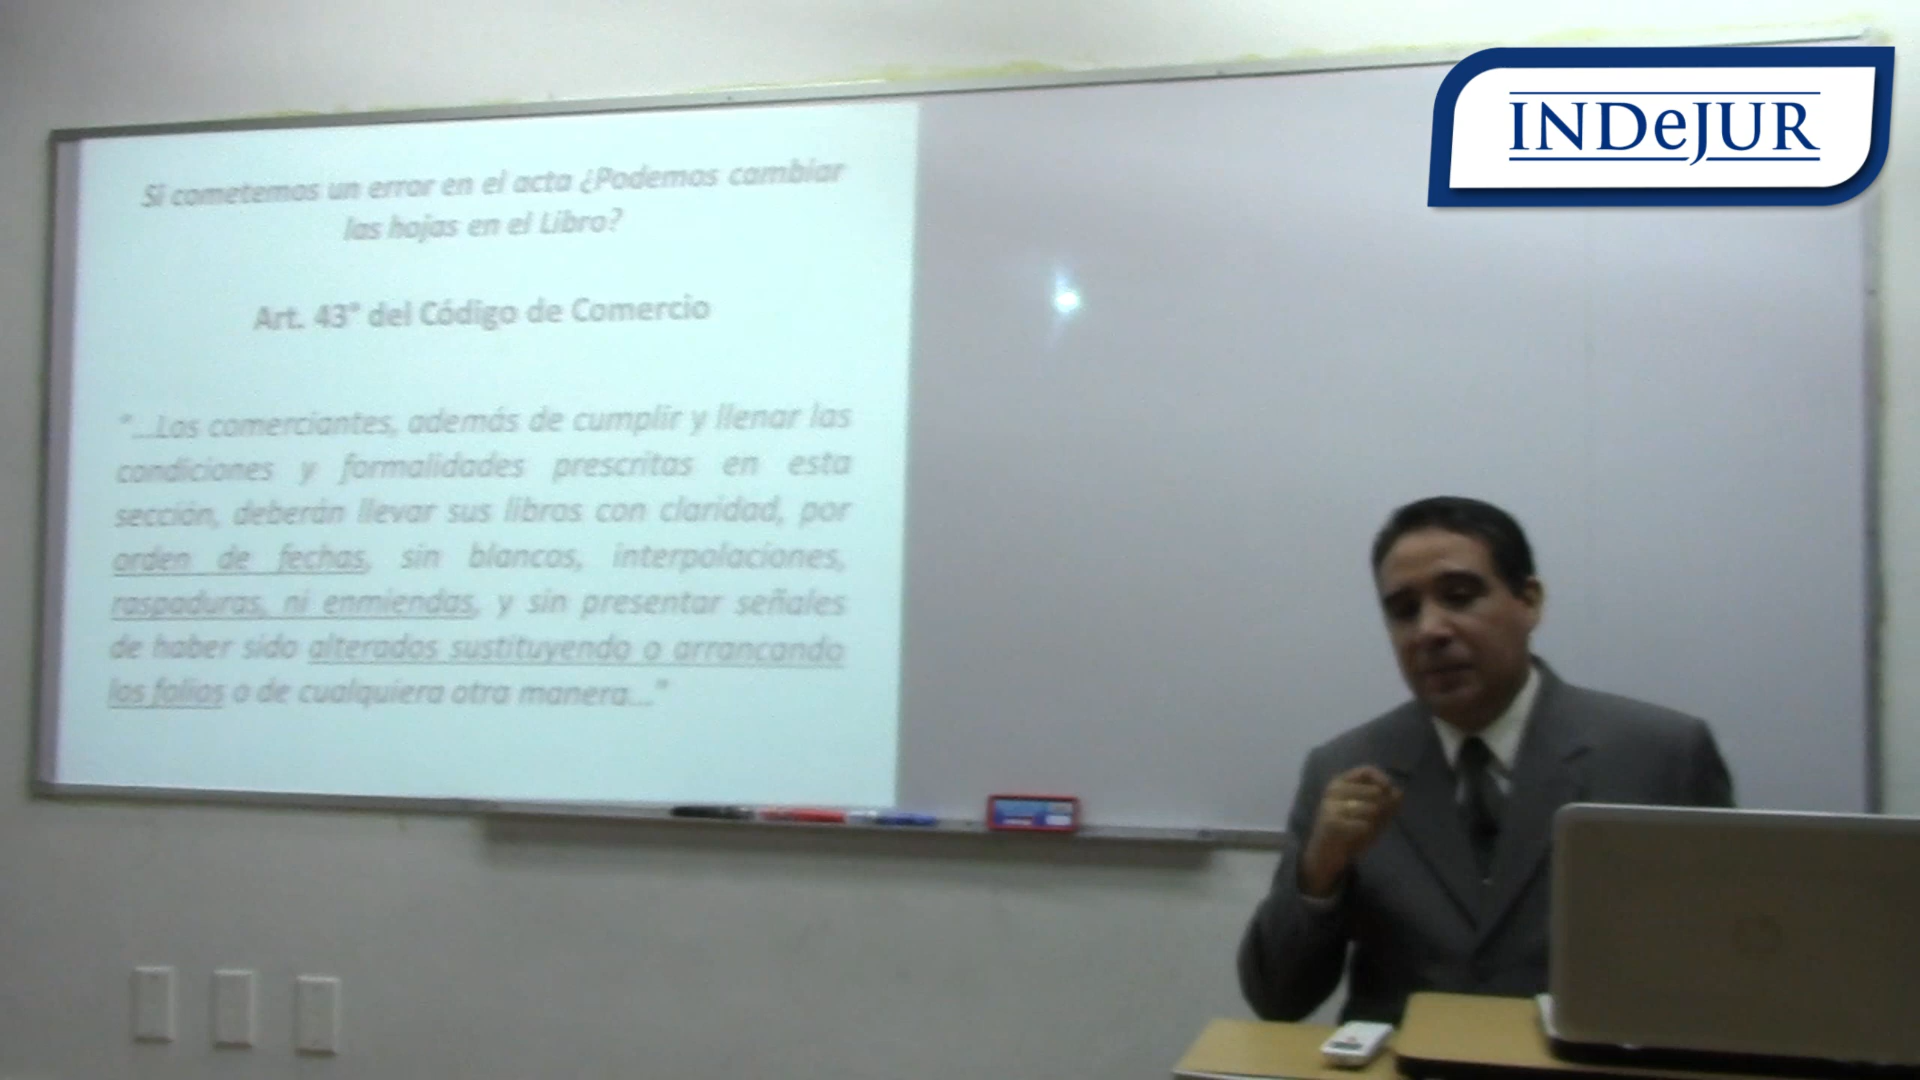 INDeJUR
Si cometemos un error en el acta ¿Podemos cambiar
las hojas en el Libro?
Art. 43° del Código de Comercio
"...Los comerciantes, además de cumplir y llenar las
condiciones y formalidades prescritas en esta
sección, deberán llevar sus libros con claridad, por
orden de fechas, sin blancos, interpolaciones,
raspaduras, ni enmiendas, y sin presentar señales
de haber sido alterados sustituyendo o arrancando
los folios o de cualquiera otra manera..."